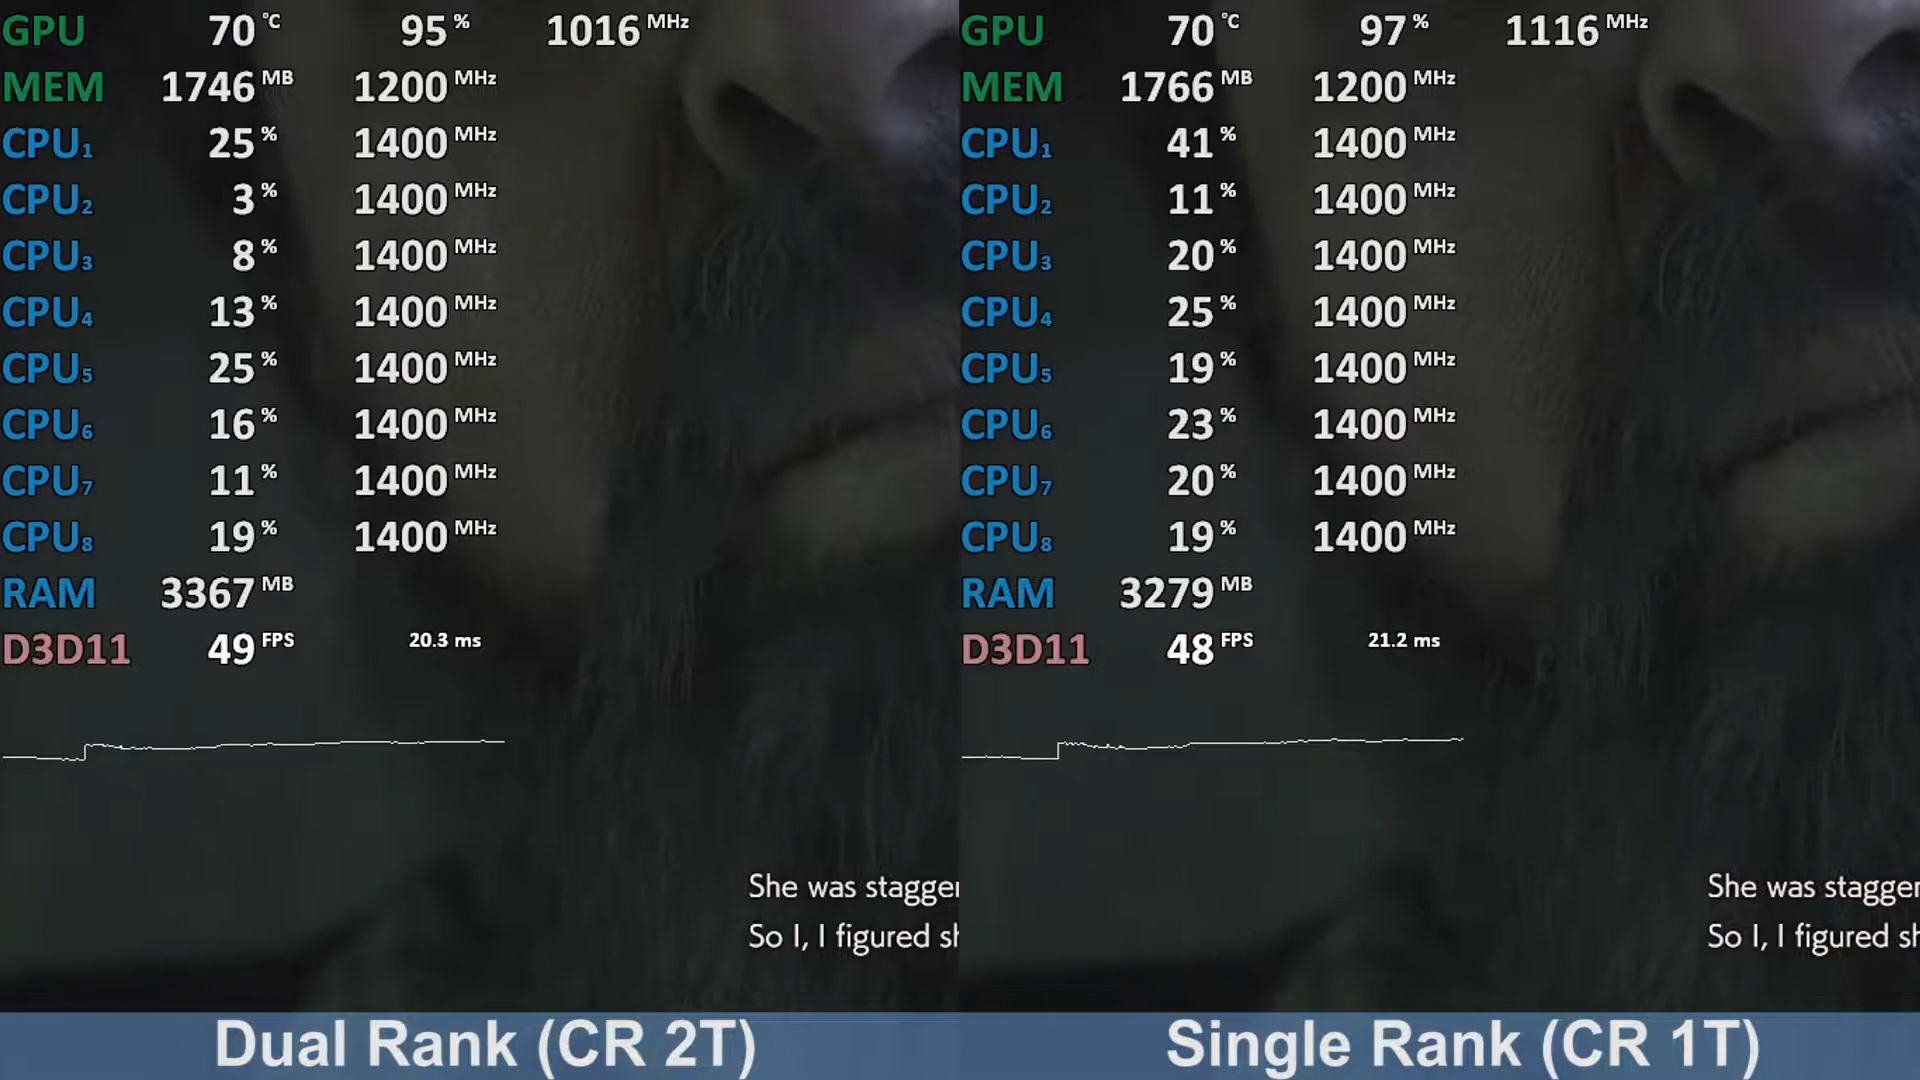 GPU 70 °C 95 % 1016 MHz
MEM 1746 MB 1200 MHz
CPU1 25 % 1400 MHz
CPU2 3 % 1400 MHz
CPU3 8 % 1400 MHz
CPU4 13 % 1400 MHz
CPU5 25 % 1400 MHz
CPU6 16 % 1400 MHz
CPU7 11 % 1400 MHz
CPU8 19 % 1400 MHz
RAM 3367 MB
D3D11 49 FPS 20.3 ms
She was stagger
So I, I figured sh
Dual Rank (CR 2T)
GPU 70 °C 97 % 1116 MHz
MEM 1766 MB 1200 MHz
CPU1 41 % 1400 MHz
CPU2 11 % 1400 MHz
CPU3 20 % 1400 MHz
CPU4 25 % 1400 MHz
CPU5 19 % 1400 MHz
CPU6 23 % 1400 MHz
CPU7 20 % 1400 MHz
CPU8 19 % 1400 MHz
RAM 3279 MB
D3D11 48 FPS 21.2 ms
She was stagger
So I, I figured sh
Single Rank (CR 1T)